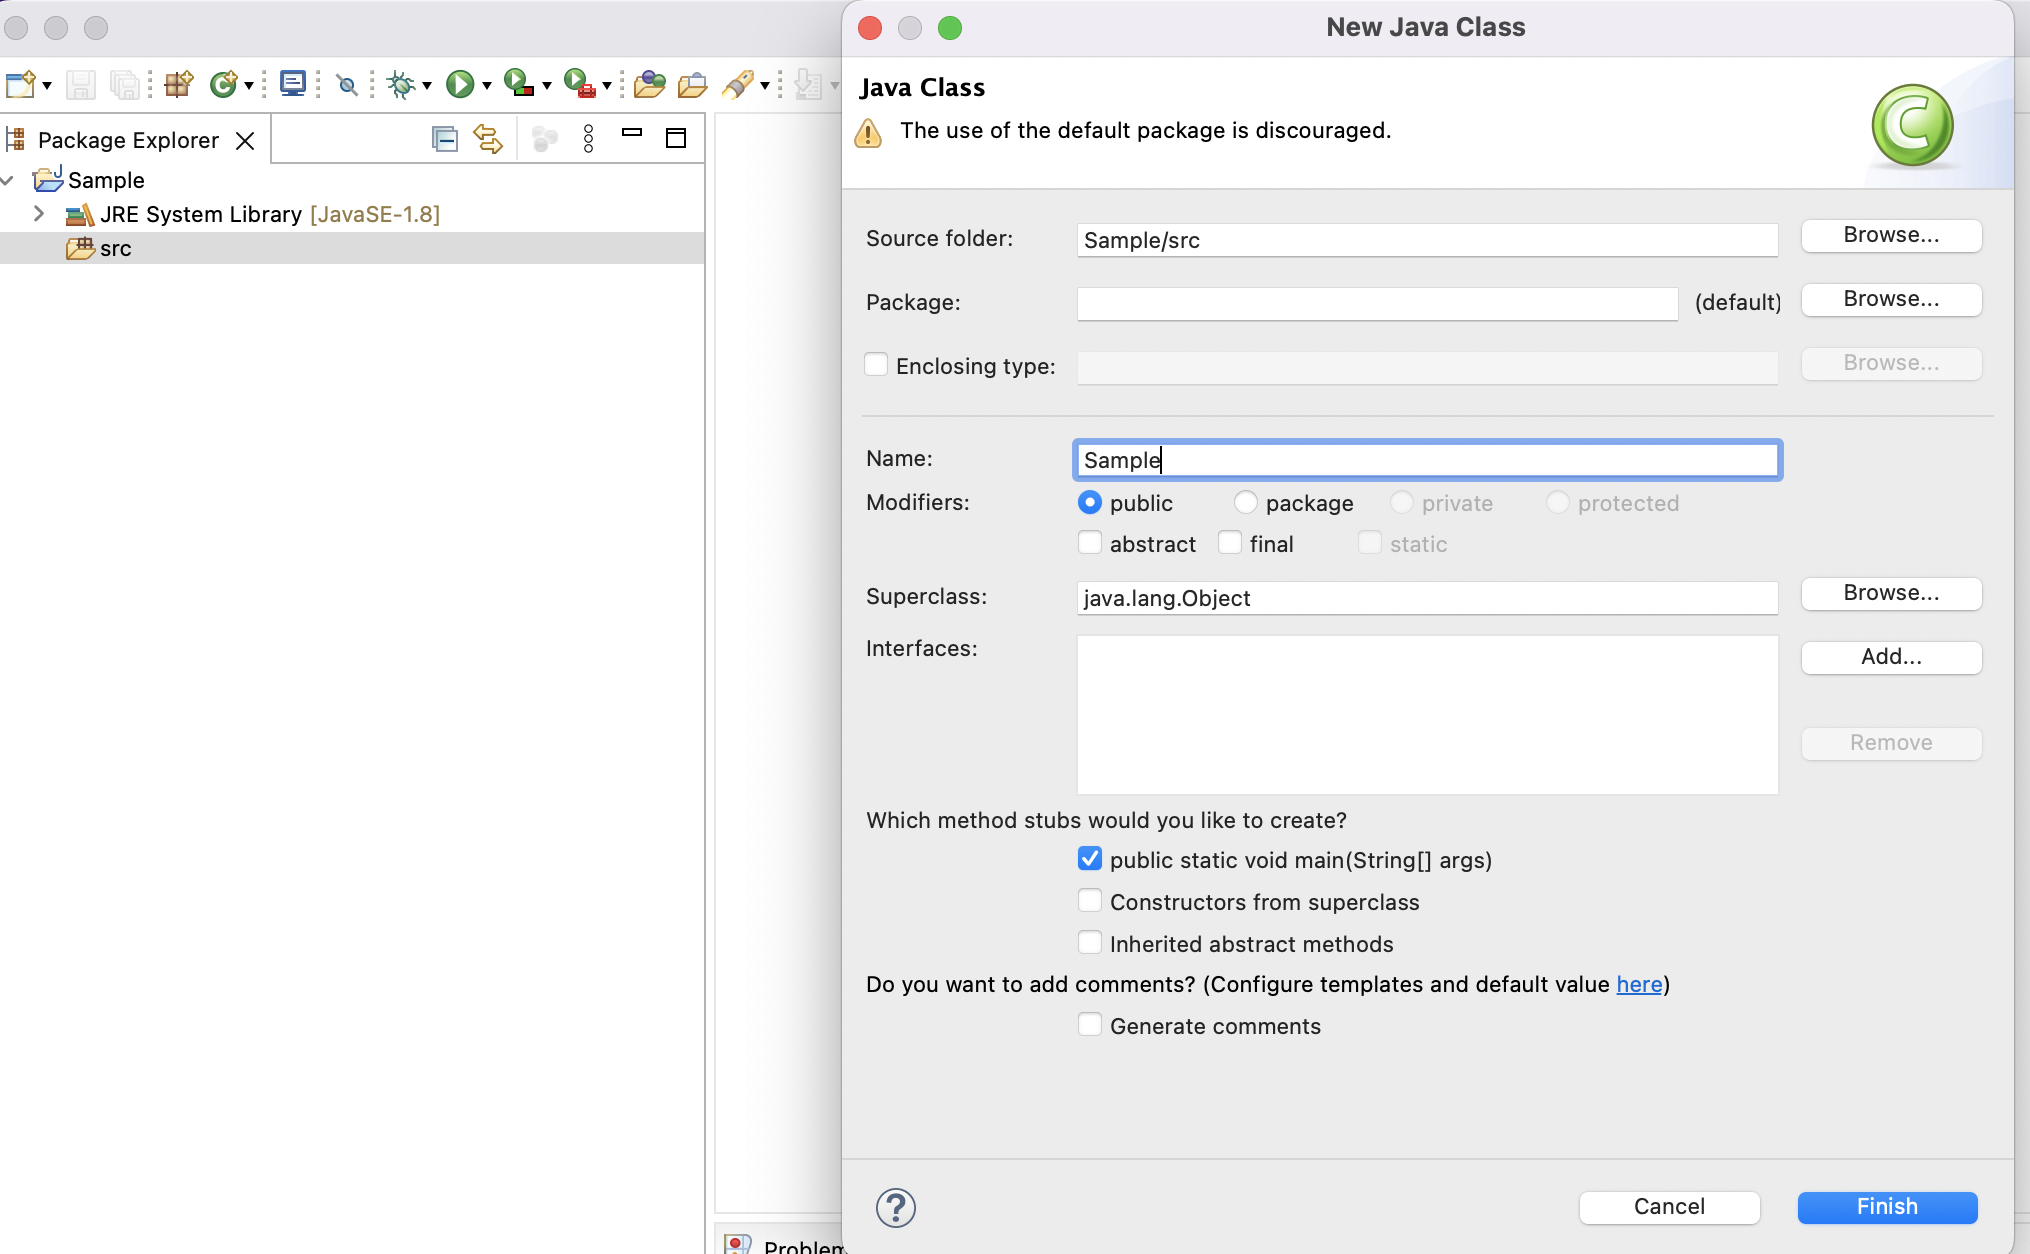 New Java Class
Java Class
The use of the default package is discouraged.
Package Explorer
Sample
JRE System Library [JavaSE-1.8]
src
Source folder: Sample/src Browse...
Package: (default) Browse...
Enclosing type: Browse...
Name: Sample
Modifiers: public package private protected
abstract final static
Superclass: java.lang.Object Browse...
Interfaces: Add...
Remove
Which method stubs would you like to create?
public static void main(String[] args)
Constructors from superclass
Inherited abstract methods
Do you want to add comments? (Configure templates and default value here)
Generate comments
? Cancel Finish